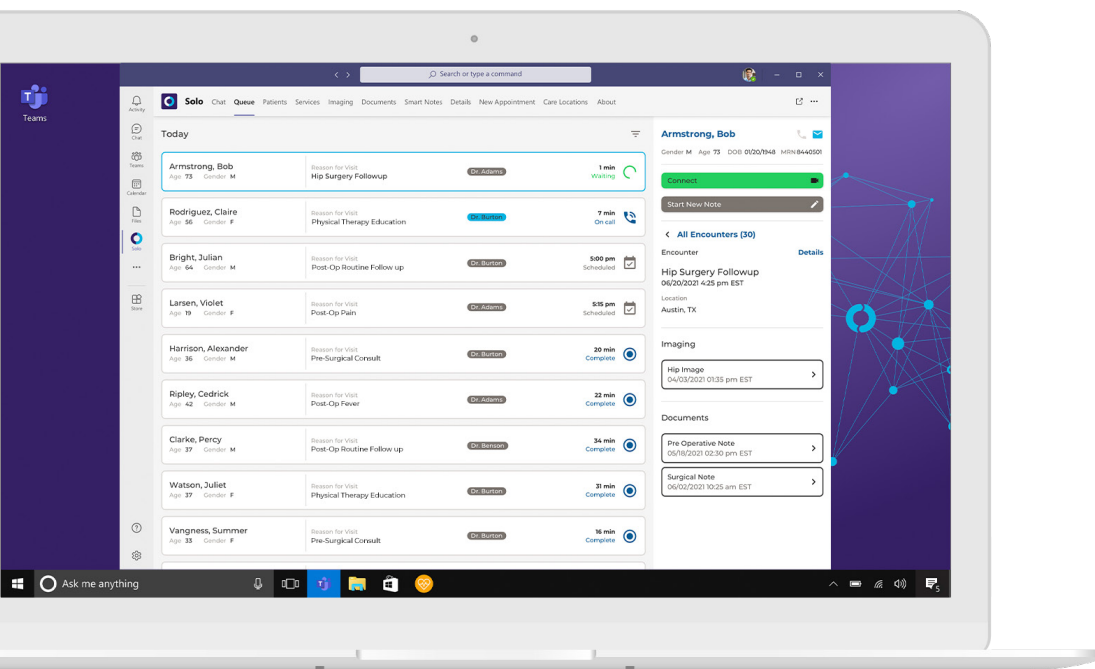 Search or type a command
Teams
Activity
Chat
Teams
Calendar
Files
Solo
Store
Solo Chat Queue Patients Services Imaging Documents Smart Notes Details New Appointment Care Locations About
Today
Armstrong, Bob
Age 73 Gender M
Reason for Visit
Hip Surgery Followup
Dr. Adams
1 min
Waiting
Rodriguez, Claire
Age 56 Gender F
Reason for Visit
Physical Therapy Education
Dr. Burton
7 min
On call
Bright, Julian
Age 64 Gender M
Reason for Visit
Post-Op Routine Follow up
Dr. Burton
5:00 pm
Scheduled
Larsen, Violet
Age 19 Gender F
Reason for Visit
Post-Op Pain
Dr. Adams
5:15 pm
Scheduled
Harrison, Alexander
Age 36 Gender M
Reason for Visit
Pre-Surgical Consult
Dr. Burton
20 min
Complete
Ripley, Cedrick
Age 42 Gender M
Reason for Visit
Post-Op Fever
Dr. Adams
22 min
Complete
Clarke, Percy
Age 37 Gender M
Reason for Visit
Post-Op Routine Follow up
Dr. Benson
34 min
Complete
Watson, Juliet
Age 37 Gender F
Reason for Visit
Physical Therapy Education
Dr. Burton
31 min
Complete
Vangness, Summer
Age 33 Gender F
Reason for Visit
Pre-Surgical Consult
Dr. Burton
16 min
Complete
Armstrong, Bob
Gender M Age 73 DOB 01/20/1948 MRN 8440501
Connect
Start New Note
All Encounters (30)
Encounter Details
Hip Surgery Followup
06/20/2021 4:25 pm EST
Location
Austin, TX
Imaging
Hip Image
04/03/2021 01:35 pm EST
Documents
Pre Operative Note
05/18/2021 02:30 pm EST
Surgical Note
06/02/2021 10:25 am EST
Ask me anything
5